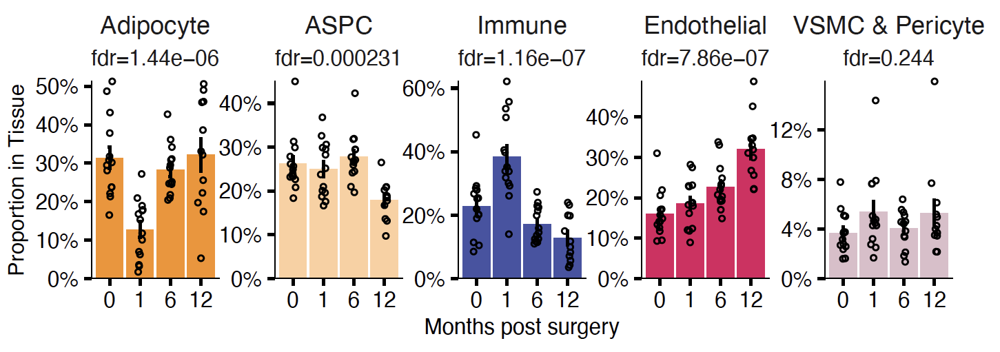 Adipocyte
fdr=1.44e−06
ASPC
fdr=0.000231
Immune
fdr=1.16e−07
Endothelial
fdr=7.86e−07
VSMC & Pericyte
fdr=0.244
Proportion in Tissue
50%
40%
30%
20%
10%
0%
0 1 6 12
40%
30%
20%
10%
0%
0 1 6 12
60%
40%
20%
0%
0 1 6 12
40%
30%
20%
10%
0%
0 1 6 12
12%
8%
4%
0%
0 1 6 12
Months post surgery